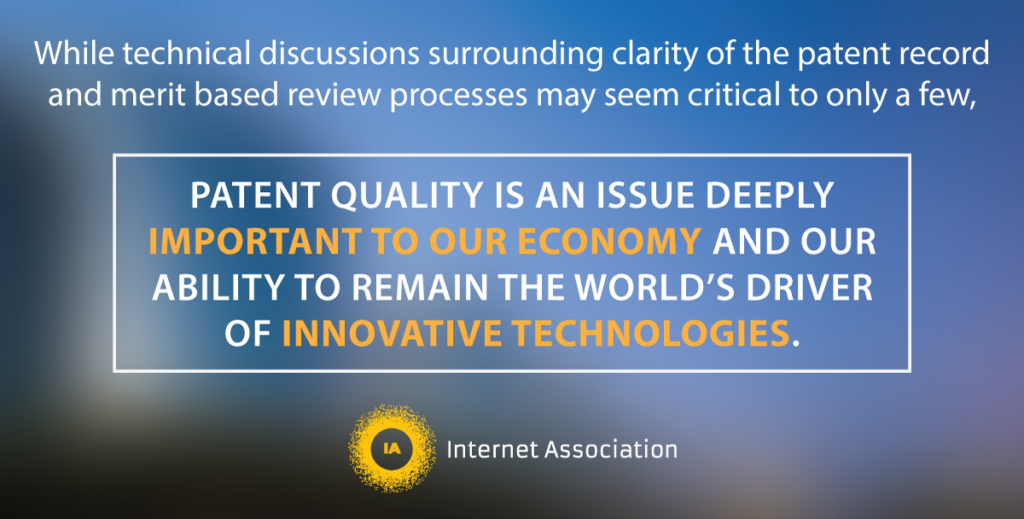 While technical discussions surrounding clarity of the patent record
and merit based review processes may seem critical to only a few,
PATENT QUALITY IS AN ISSUE DEEPLY
IMPORTANT TO OUR ECONOMY AND OUR
ABILITY TO REMAIN THE WORLD’S DRIVER
OF INNOVATIVE TECHNOLOGIES.
IA
Internet Association